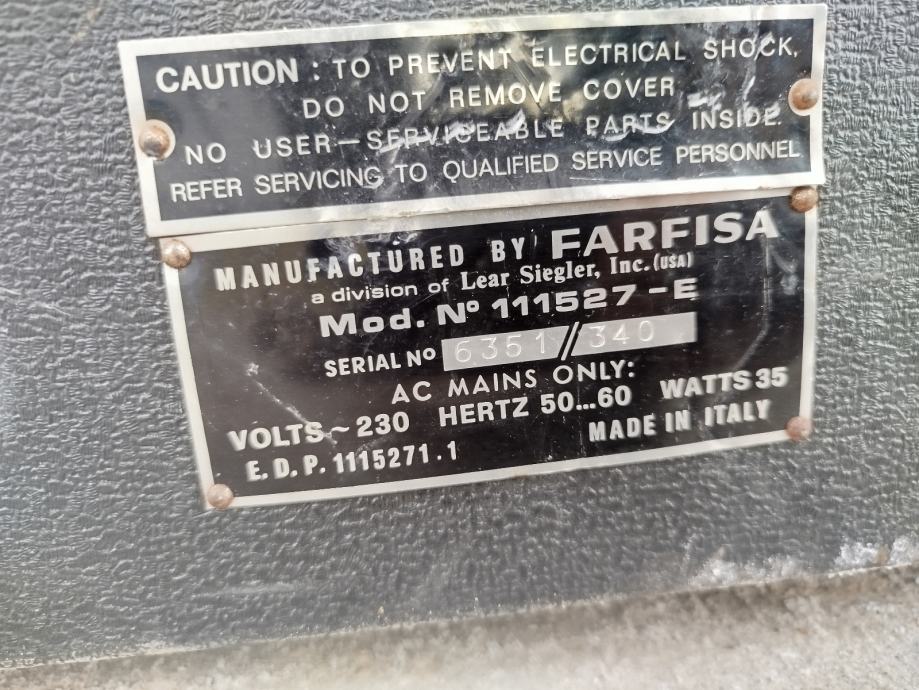 CAUTION : TO PREVENT ELECTRICAL SHOCK,
DO NOT REMOVE COVER
NO USER—SERVICEABLE PARTS INSIDE.
REFER SERVICING TO QUALIFIED SERVICE PERSONNEL
MANUFACTURED BY FARFISA
a division of Lear Siegler, Inc. (USA)
Mod. Nº 111527-E
SERIAL Nº 6351//340
AC MAINS ONLY:
VOLTS ~ 230 HERTZ 50...60 WATTS 35
E.D.P. 1115271.1 MADE IN ITALY